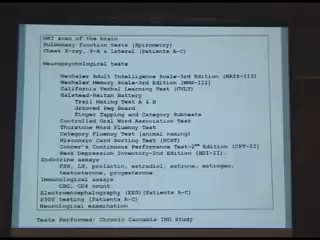 MRI scan of the brain
Pulmonary function tests (Spirometry)
Chest X-ray, P-A & lateral (Patients A-C)
Neuropsychological tests
Wechsler Adult Intelligence Scale-3rd Edition (WAIS-III)
Wechsler Memory Scale-3rd Edition (WMS-III)
California Verbal Learning Test (CVLT)
Halstead-Reitan Battery
Trail Making Test A & B
Grooved Peg Board
Finger Tapping and Category Subtests
Controlled Oral Word Association Test
Thurstone Word Fluency Test
Category Fluency Test (animal naming)
Wisconsin Card Sorting Test (WCST)
Conner's Continuous Performance Test-2nd Edition (CPT-II)
Beck Depression Inventory-2nd Edition (BDI-II)
Endocrine assays
FSH, LH, prolactin, estradiol, estrone, estrogen,
testosterone, progesterone
Immunological assays
CBC, CD4 count
Electroencephalography (EEG)(Patients A-C)
P300 testing (Patients A-C)
Neurological examination
Tests Performed: Chronic Cannabis IND Study